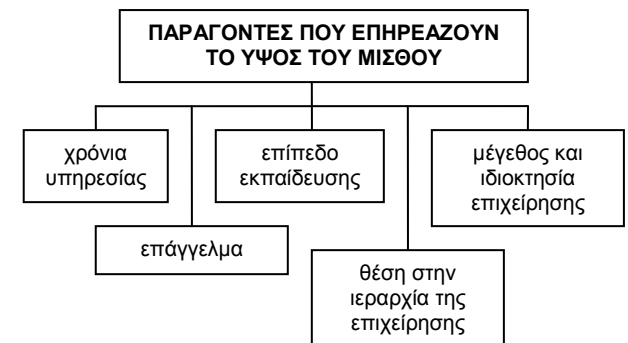 ΠΑΡΑΓΟΝΤΕΣ ΠΟΥ ΕΠΗΡΕΑΖΟΥΝ
ΤΟ ΥΨΟΣ ΤΟΥ ΜΙΣΘΟΥ
χρόνια
υπηρεσίας
επίπεδο
εκπαίδευσης
μέγεθος και
ιδιοκτησία
επιχείρησης
επάγγελμα
θέση στην
ιεραρχία της
επιχείρησης